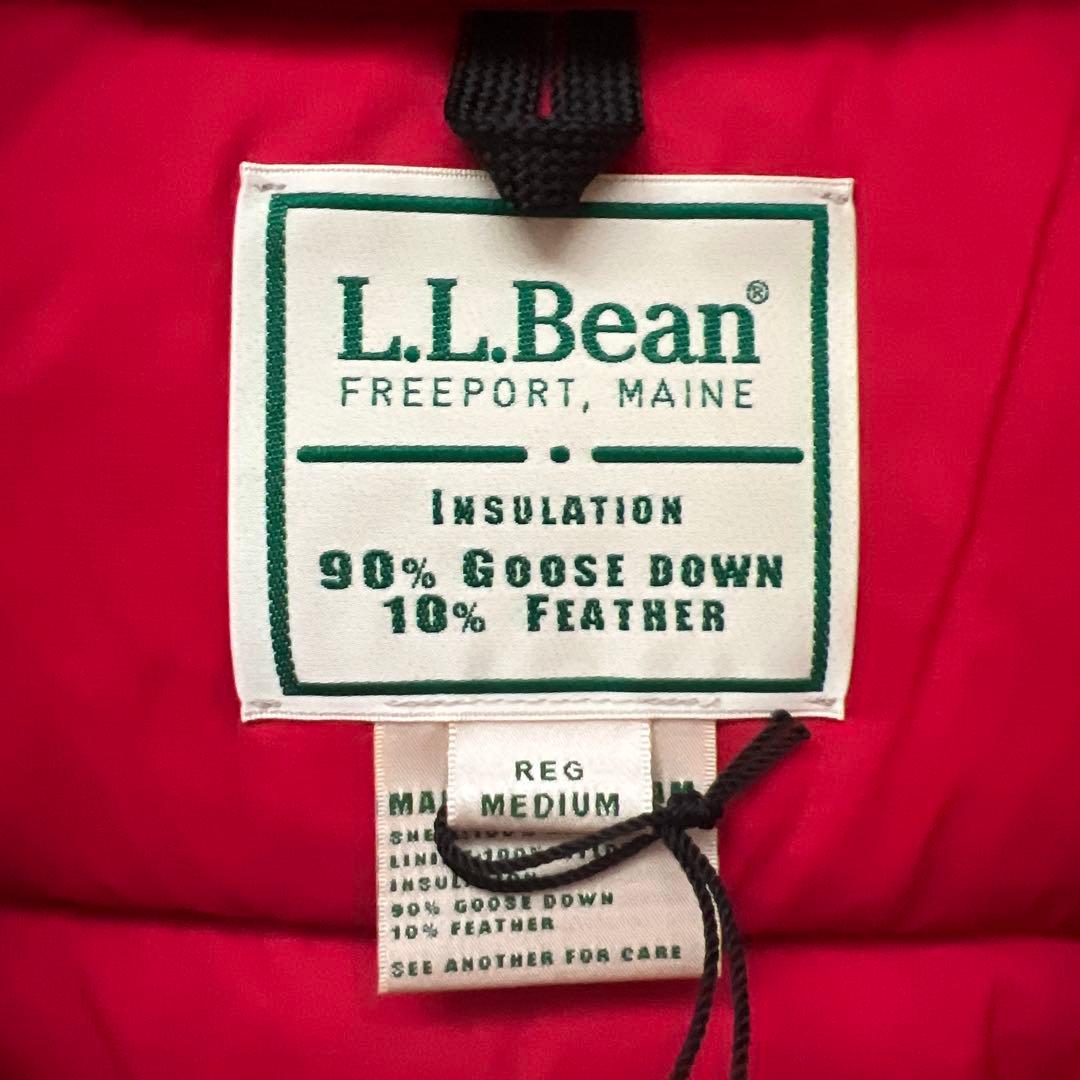 L.L.Bean®
FREEPORT, MAINE
INSULATION
90% GOOSE DOWN
10% FEATHER
REG
MEDIUM
90% GOOSE DOWN
10% FEATHER
SEE ANOTHER FOR CARE